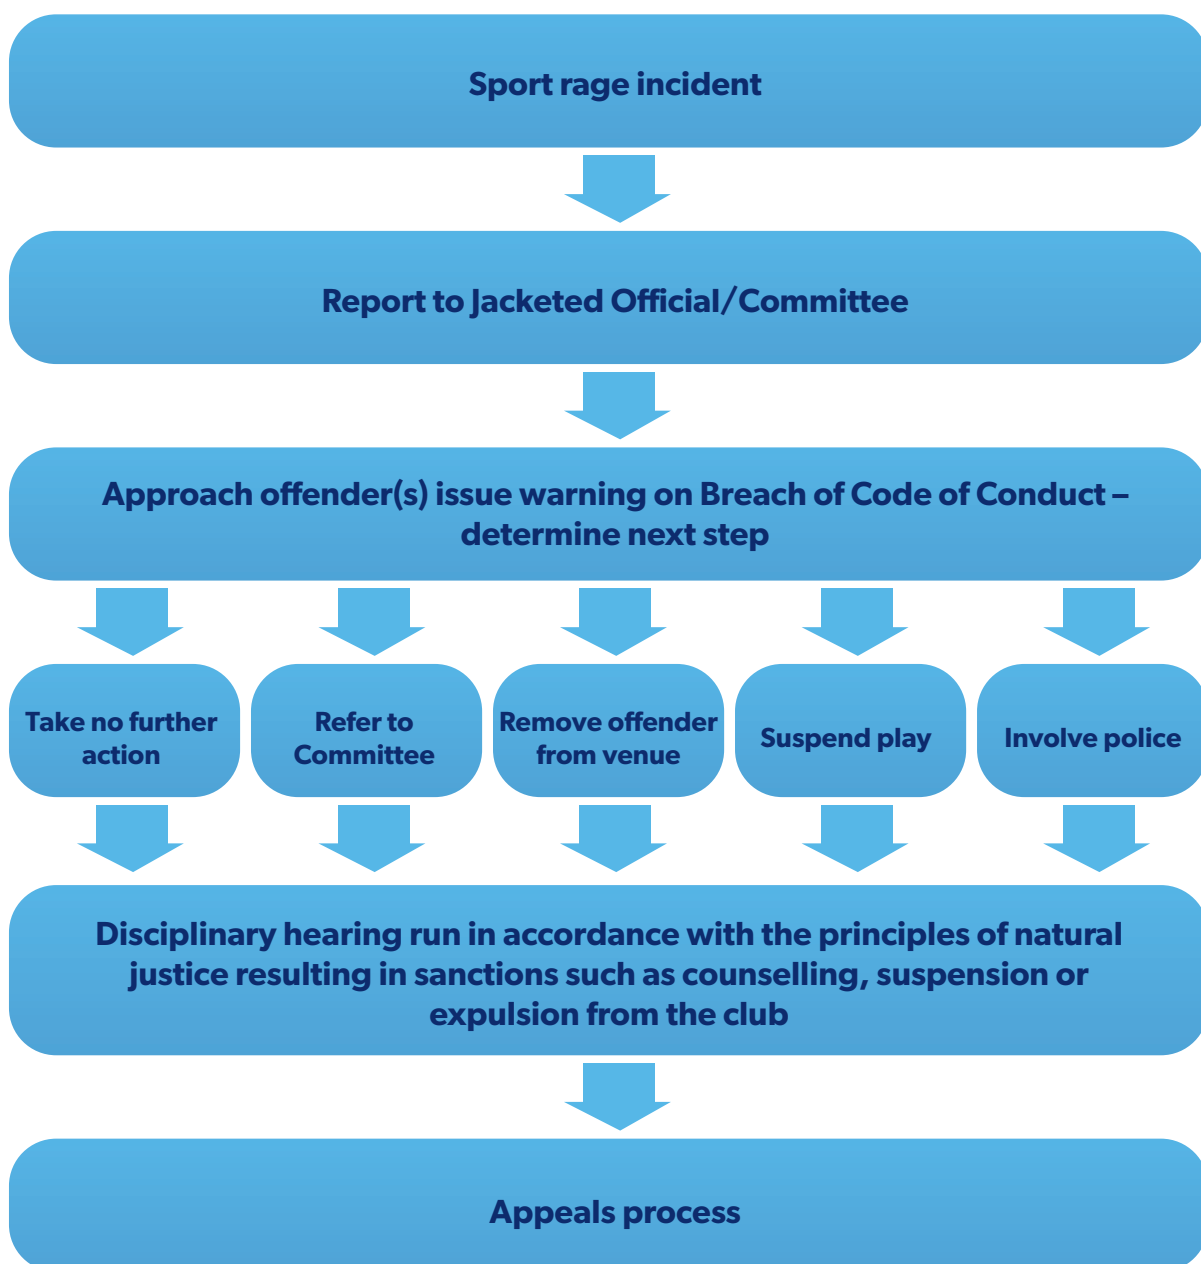 Sport rage incident
Report to Jacketed Official/Committee
Approach offender(s) issue warning on Breach of Code of Conduct –
determine next step
Take no further
action
Refer to
Committee
Remove offender
from venue
Suspend play
Involve police
Disciplinary hearing run in accordance with the principles of natural
justice resulting in sanctions such as counselling, suspension or
expulsion from the club
Appeals process